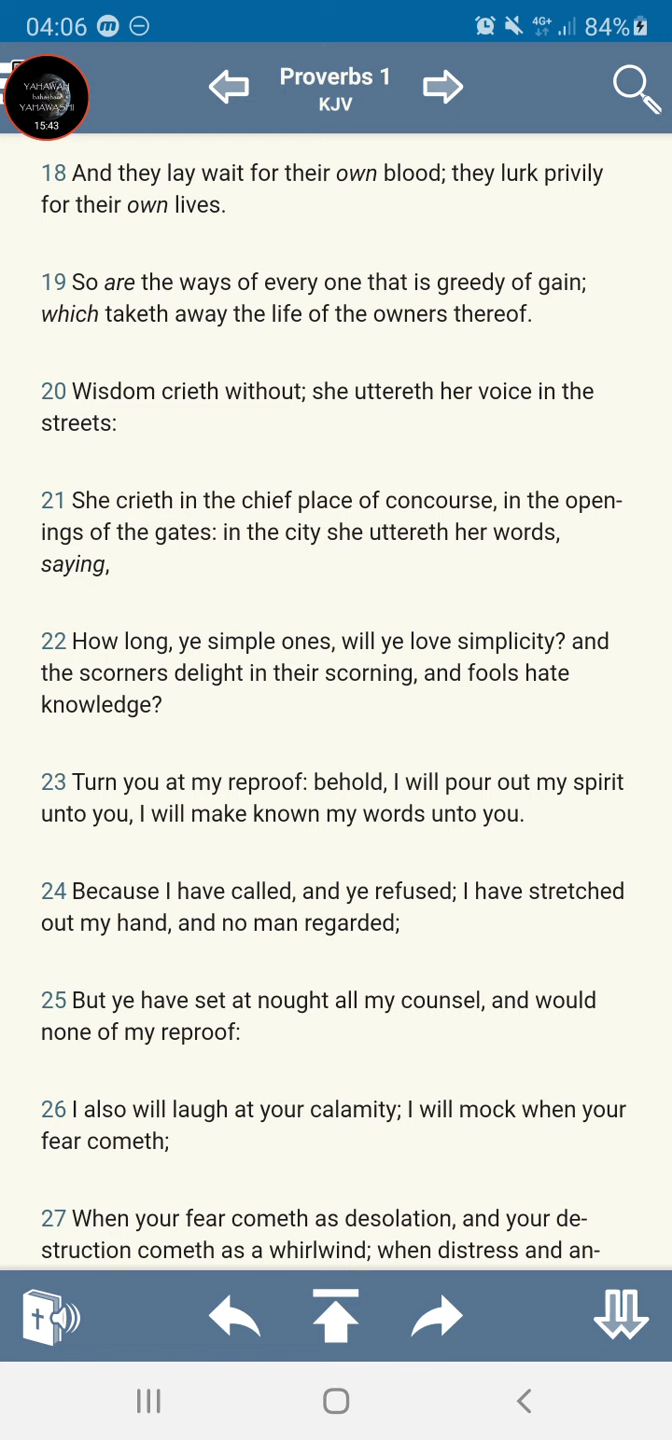 04:06
4G+
84%
Proverbs 1
KJV
YAHAWAH
bahasham
YAHAWASHI
15:43
18 And they lay wait for their own blood; they lurk privily
for their own lives.
19 So are the ways of every one that is greedy of gain;
which taketh away the life of the owners thereof.
20 Wisdom crieth without; she uttereth her voice in the
streets:
21 She crieth in the chief place of concourse, in the open-
ings of the gates: in the city she uttereth her words,
saying,
22 How long, ye simple ones, will ye love simplicity? and
the scorners delight in their scorning, and fools hate
knowledge?
23 Turn you at my reproof: behold, I will pour out my spirit
unto you, I will make known my words unto you.
24 Because I have called, and ye refused; I have stretched
out my hand, and no man regarded;
25 But ye have set at nought all my counsel, and would
none of my reproof:
26 I also will laugh at your calamity; I will mock when your
fear cometh;
27 When your fear cometh as desolation, and your de-
struction cometh as a whirlwind; when distress and an-